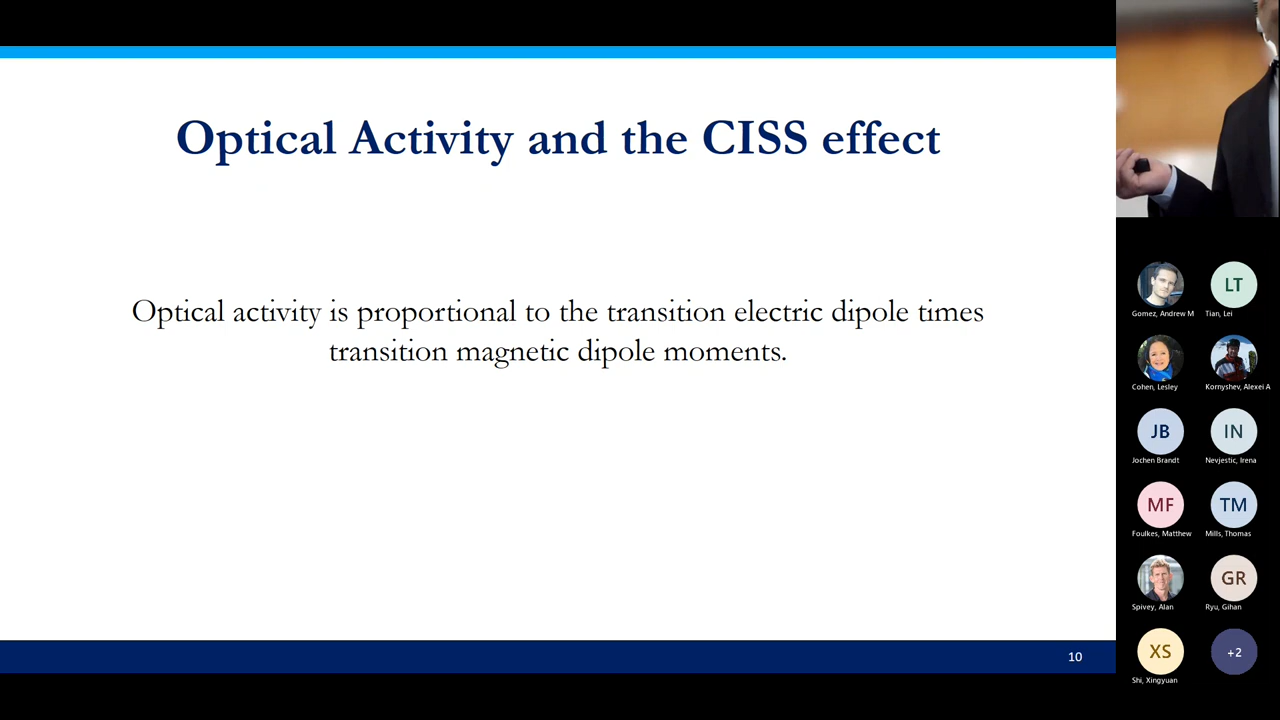 Optical Activity and the CISS effect
Optical activity is proportional to the transition electric dipole times
transition magnetic dipole moments.
10
Gomez, Andrew M
LT
Tian, Lei
Cohen, Lesley
Kornyshev, Alexei A
JB
Jochen Brandt
IN
Nevjestic, Irena
MF
Foulkes, Matthew
TM
Mills, Thomas
Spivey, Alan
GR
Ryu, Gihan
XS
Shi, Xingyuan
+2